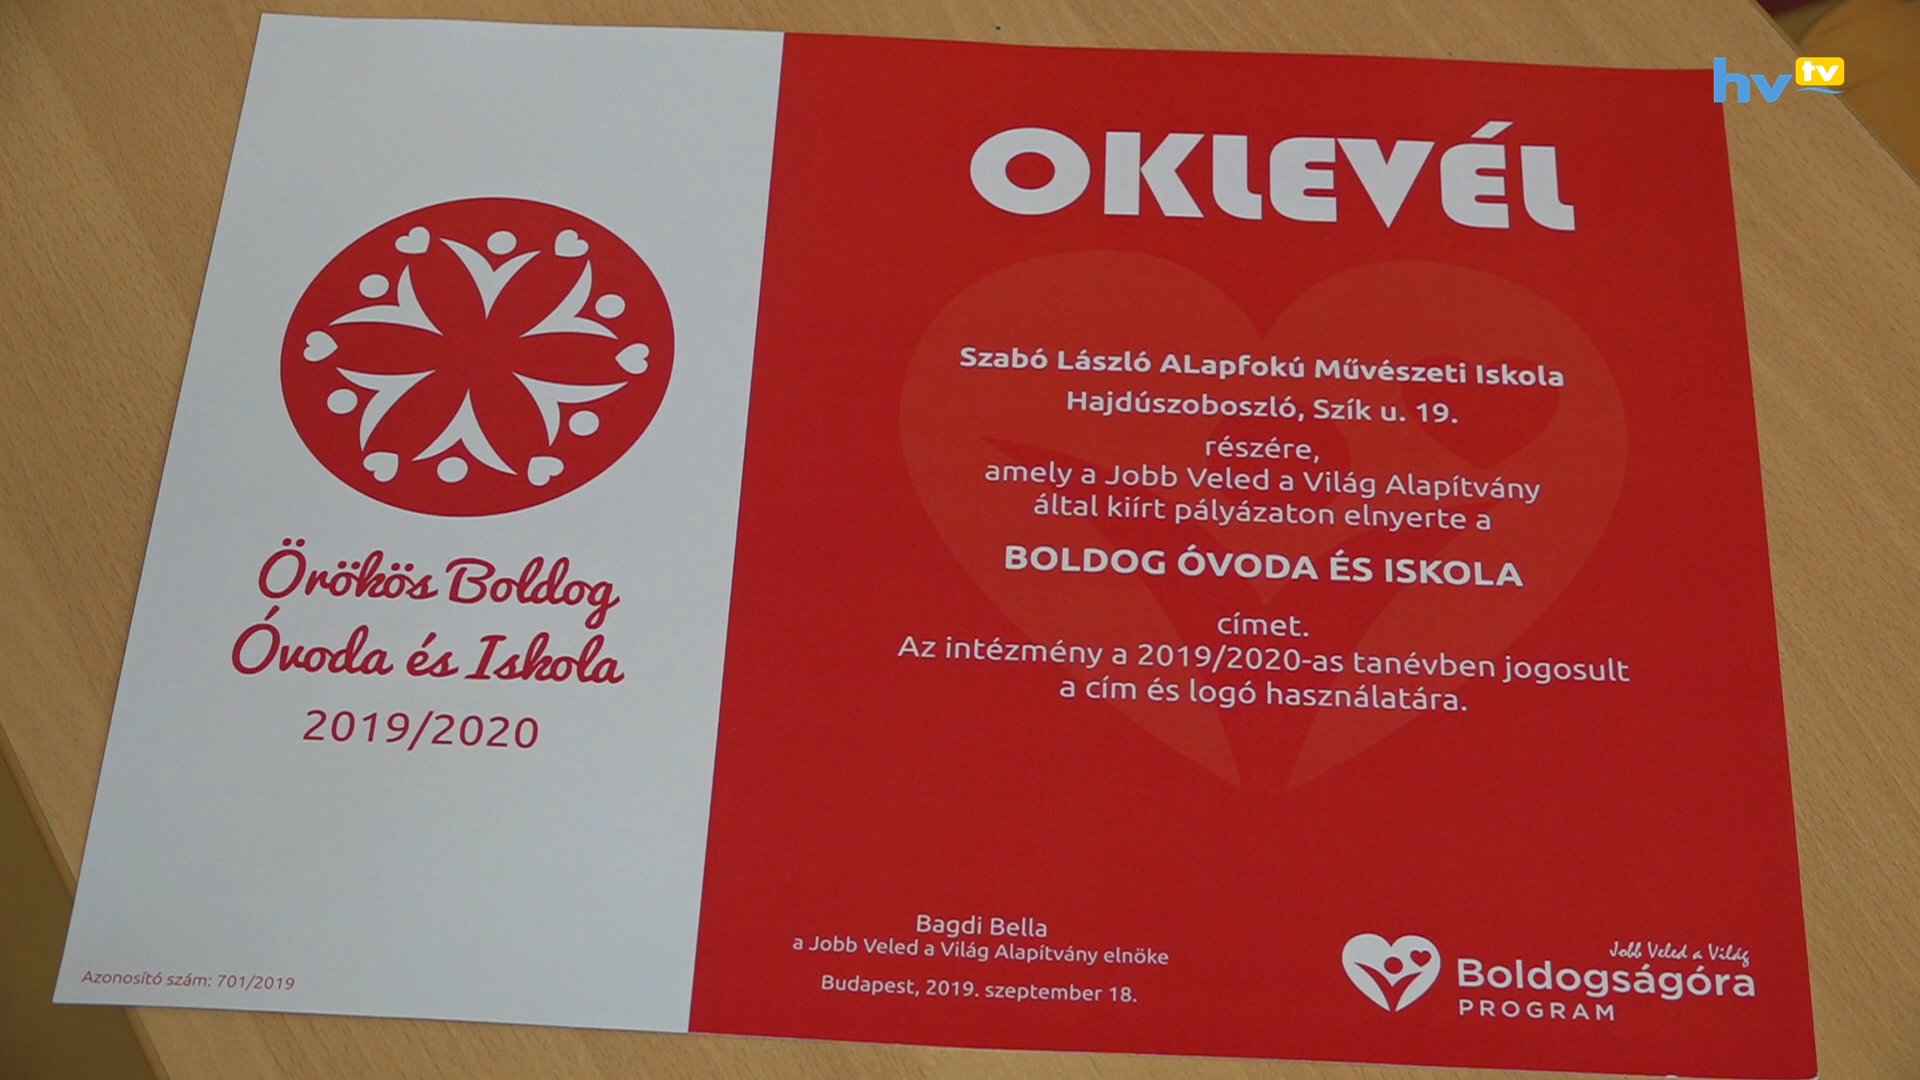 hv tv
OKLEVÉL
Szabó László ALapfokú Művészeti Iskola
Hajdúszoboszló, Szík u. 19.
részére,
amely a Jobb Veled a Világ Alapítvány
által kiírt pályázaton elnyerte a
BOLDOG ÓVODA ÉS ISKOLA
címet.
Az intézmény a 2019/2020-as tanévben jogosult
a cím és logó használatára.
Örökös Boldog
Óvoda és Iskola
2019/2020
Azonosító szám: 701/2019
Bagdi Bella
a Jobb Veled a Világ Alapítvány elnöke
Budapest, 2019. szeptember 18.
Jobb Veled a Világ
Boldogságóra
PROGRAM